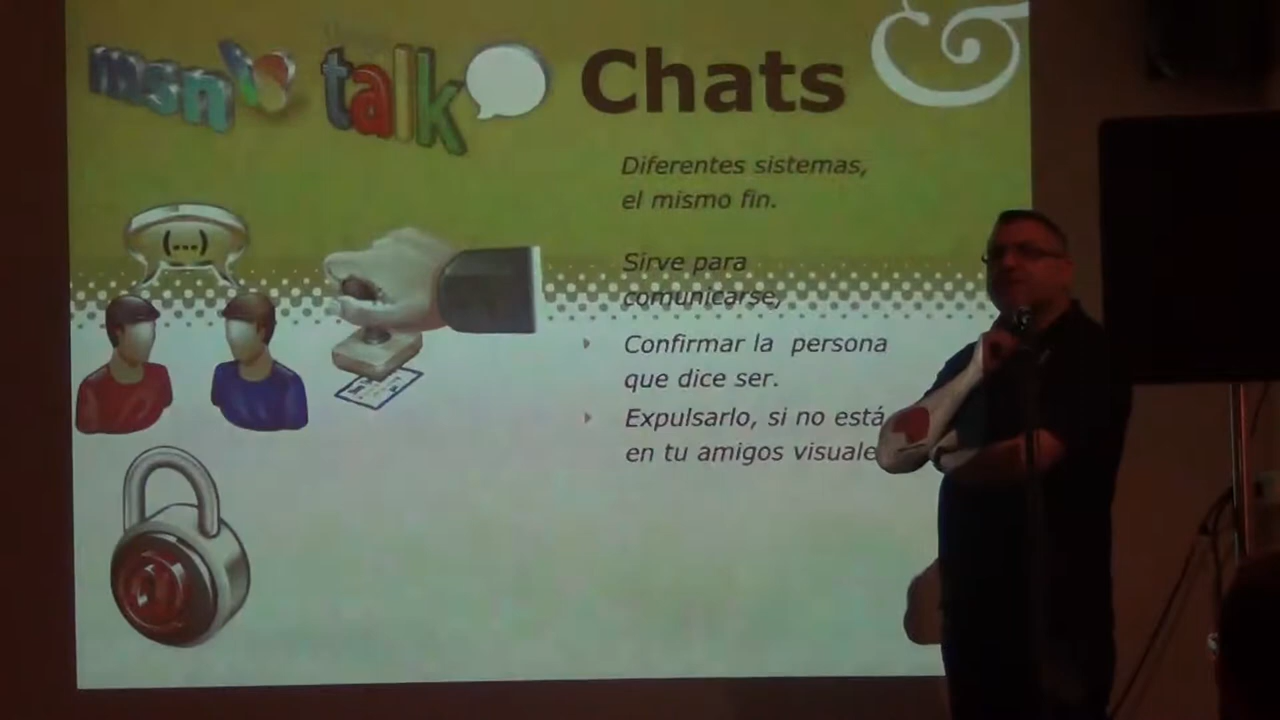 msn talk Chats &
Diferentes sistemas,
el mismo fin.
Sirve para
comunicarse,
(...)
Confirmar la persona
que dice ser.
Expulsarlo, si no está
en tu amigos visuale
@